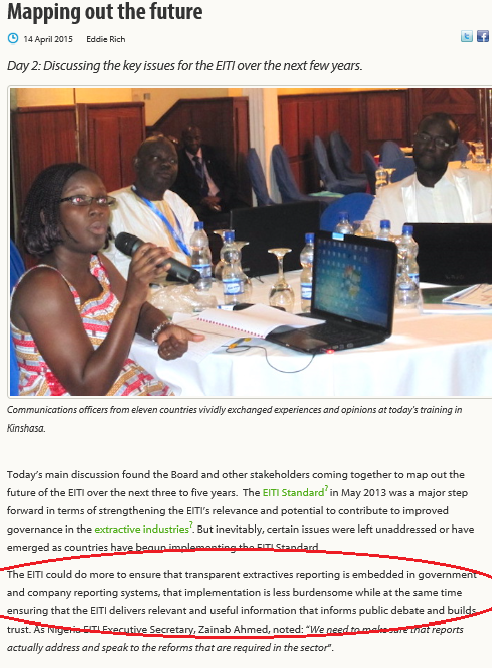 Mapping out the future
14 April 2015 Eddie Rich
Day 2: Discussing the key issues for the EITI over the next few years.
Communications officers from eleven countries vividly exchanged experiences and opinions at today's training in
Kinshasa.
Today's main discussion found the Board and other stakeholders coming together to map out the
future of the EITI over the next three to five years. The EITI Standard? in May 2013 was a major step
forward in terms of strengthening the EITI's relevance and potential to contribute to improved
governance in the extractive industries?. But inevitably, certain issues were left unaddressed or have
emerged as countries have begun implementing the EITI Standard.
The EITI could do more to ensure that transparent extractives reporting is embedded in government
and company reporting systems, that implementation is less burdensome while at the same time
ensuring that the EITI delivers relevant and useful information that informs public debate and builds
trust. As Nigeria EITI Executive Secretary, Zainab Ahmed, noted: "We need to make sure that reports
actually address and speak to the reforms that are required in the sector".